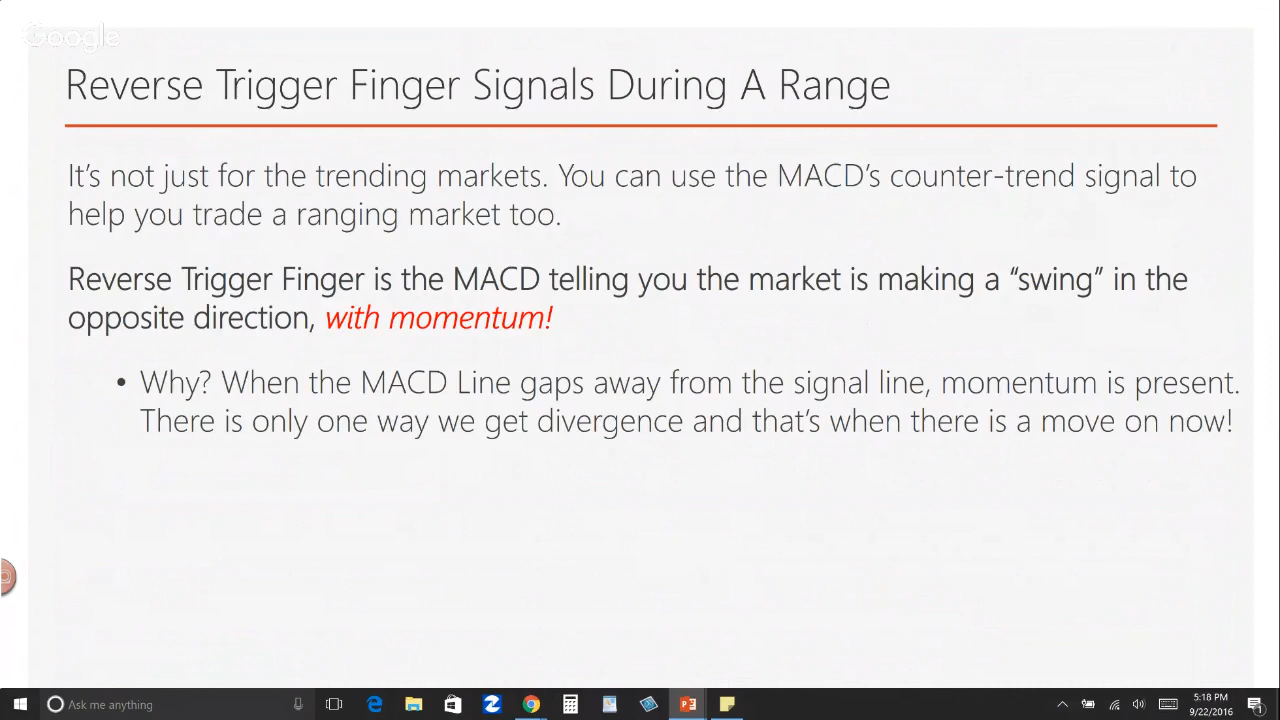 Google
Reverse Trigger Finger Signals During A Range
It's not just for the trending markets. You can use the MACD's counter-trend signal to
help you trade a ranging market too.
Reverse Trigger Finger is the MACD telling you the market is making a “swing” in the
opposite direction, with momentum!
• Why? When the MACD Line gaps away from the signal line, momentum is present.
There is only one way we get divergence and that's when there is a move on now!
Ask me anything
5:18 PM
9/22/2016